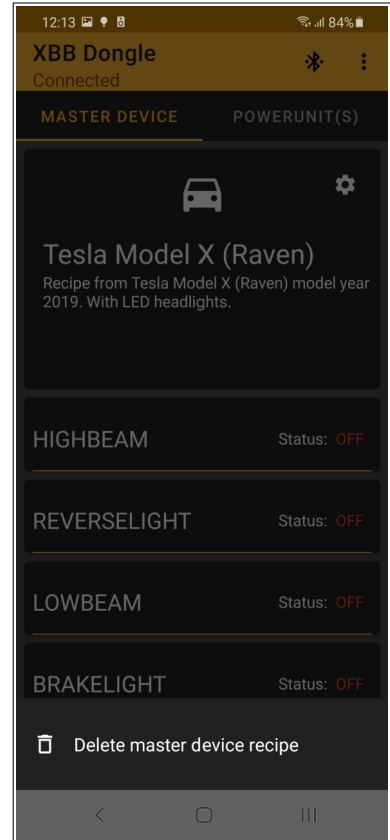 12:13 84%
XBB Dongle
Connected
MASTER DEVICE POWERUNIT(S)
Tesla Model X (Raven)
Recipe from Tesla Model X (Raven) model year
2019. With LED headlights.
HIGHBEAM Status: OFF
REVERSELIGHT Status: OFF
LOWBEAM Status: OFF
BRAKELIGHT Status: OFF
Delete master device recipe